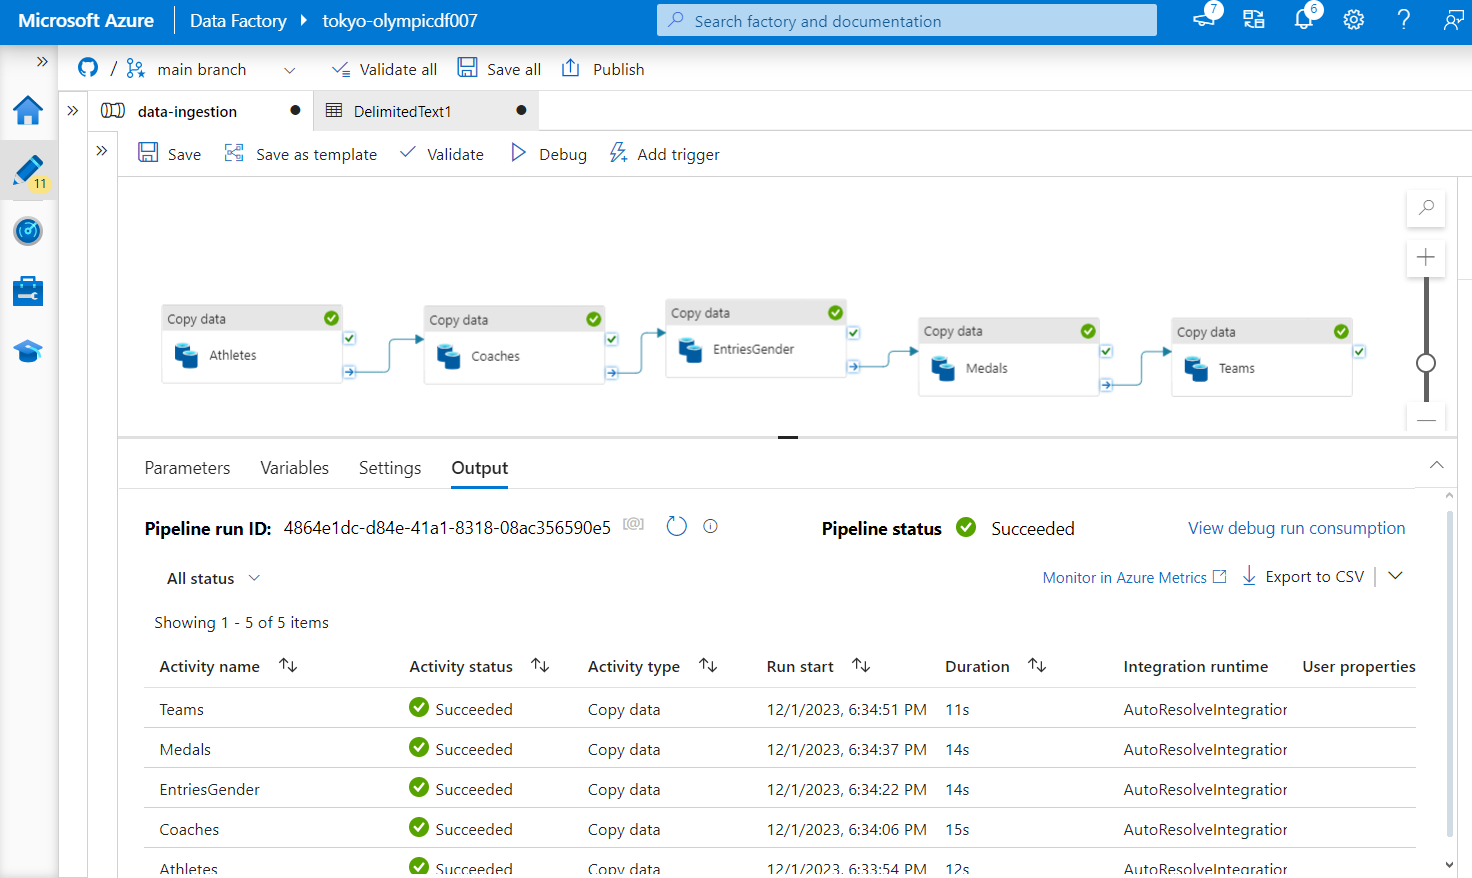 Microsoft Azure Data Factory tokyo-olympicdf007 Search factory and documentation 7 6
/ main branch Validate all Save all Publish
data-ingestion DelimitedText1
Save Save as template Validate Debug Add trigger
11
Copy data
Athletes
Copy data
Coaches
Copy data
EntriesGender
Copy data
Medals
Copy data
Teams
Parameters Variables Settings Output
Pipeline run ID: 4864e1dc-d84e-41a1-8318-08ac356590e5 [@] Pipeline status Succeeded View debug run consumption
All status Monitor in Azure Metrics Export to CSV
Showing 1 - 5 of 5 items
Activity name Activity status Activity type Run start Duration Integration runtime User properties
Teams Succeeded Copy data 12/1/2023, 6:34:51 PM 11s AutoResolveIntegration
Medals Succeeded Copy data 12/1/2023, 6:34:37 PM 14s AutoResolveIntegration
EntriesGender Succeeded Copy data 12/1/2023, 6:34:22 PM 14s AutoResolveIntegration
Coaches Succeeded Copy data 12/1/2023, 6:34:06 PM 15s AutoResolveIntegration
Athletes Succeeded Copy data 12/1/2023, 6:33:54 PM 12s AutoResolveIntegration